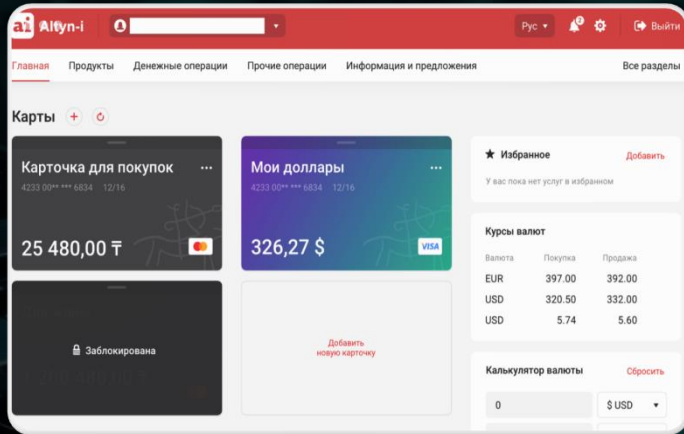 ai Altyn-i
Рус
2
Выйти
Главная Продукты Денежные операции Прочие операции Информация и предложения Все разделы
Карты
Карточка для покупок
4233 00** *** 6834 12/16
25 480,00 ₸
Мои доллары
4233 00** *** 6834 12/16
326,27 $
VISA
Заблокирована
Добавить
новую карточку
Избранное Добавить
У вас пока нет услуг в избранном
Курсы валют
Валюта Покупка Продажа
EUR 397.00 392.00
USD 320.50 332.00
USD 5.74 5.60
Калькулятор валюты Сбросить
0 $ USD